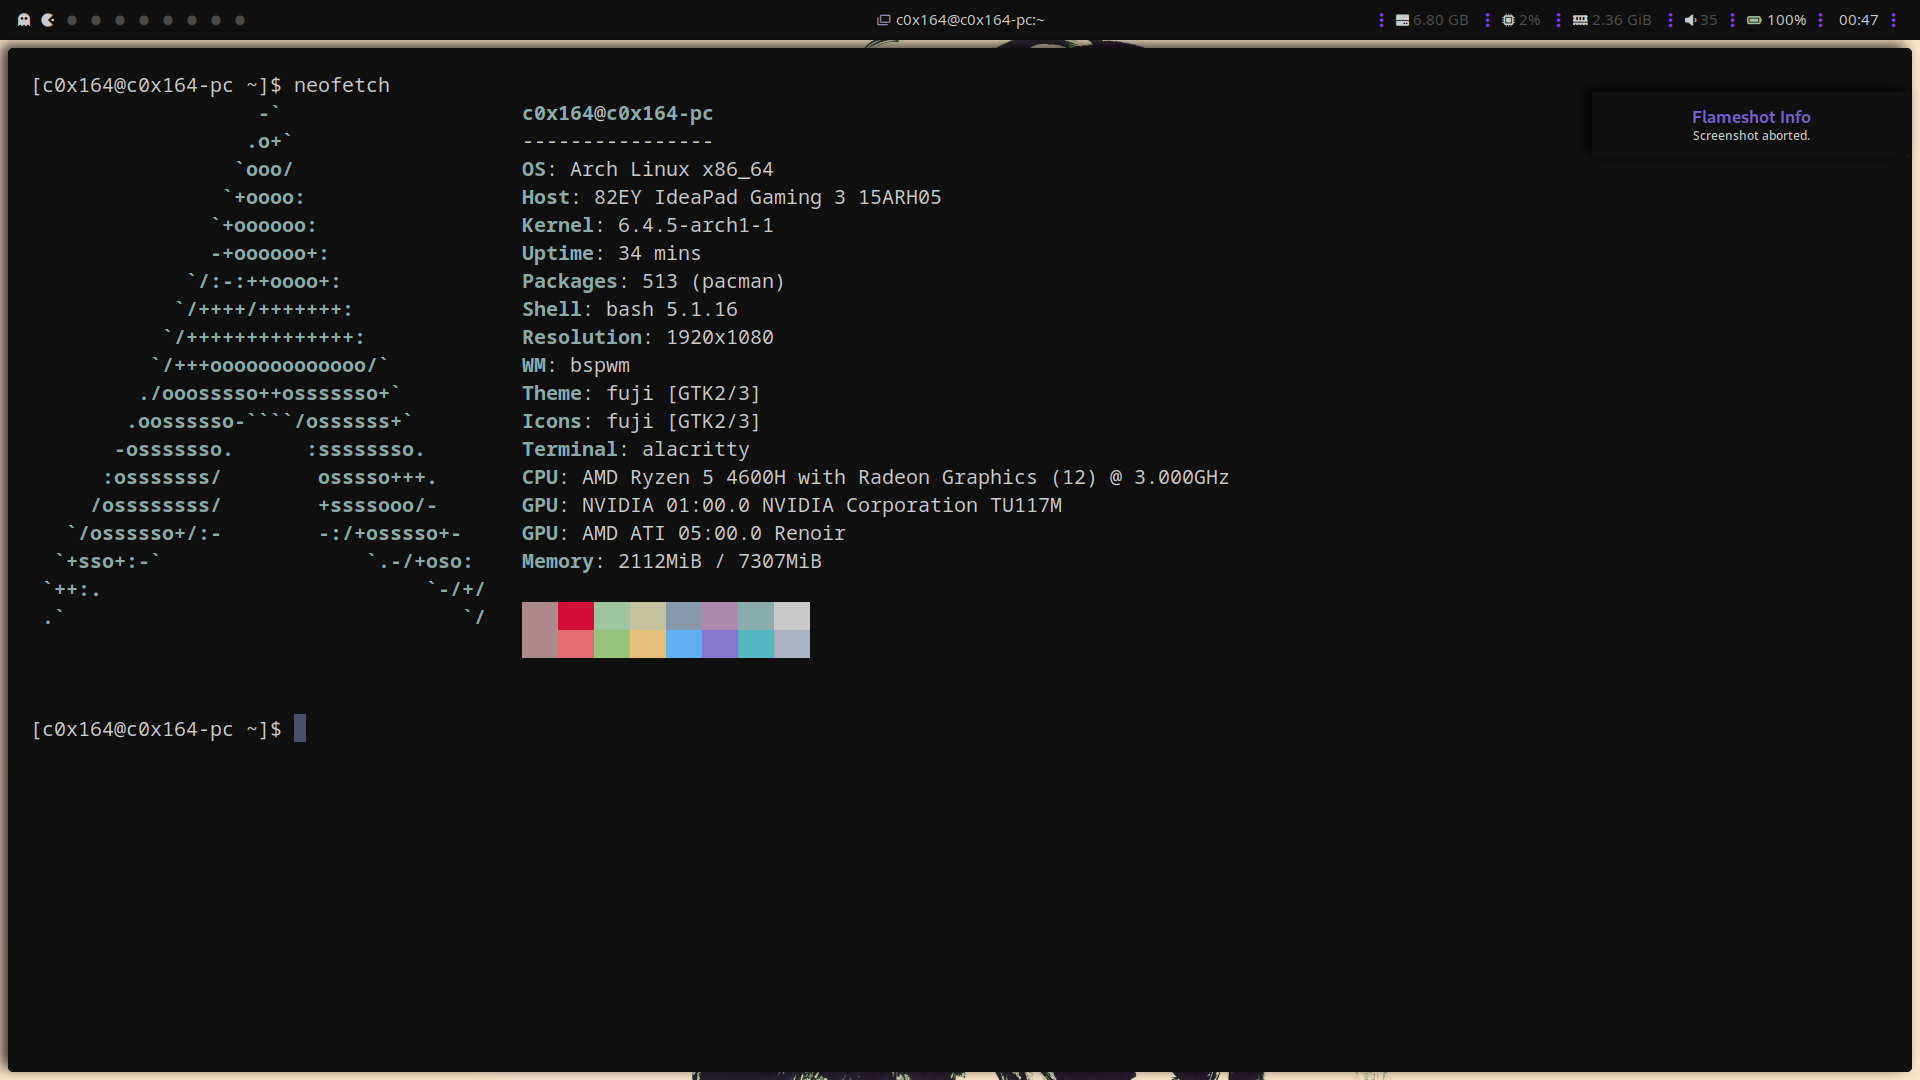 c0x164@c0x164-pc:~ 6.80 GB 2% 2.36 GiB 35 100% 00:47
[c0x164@c0x164-pc ~]$ neofetch
Flameshot Info
Screenshot aborted.
                   -`
                  .o+`
                 `ooo/
                `+oooo:
               `+oooooo:
               -+oooooo+:
             `/:-:++oooo+:
            `/++++/+++++++:
           `/++++++++++++++:
          `/+++ooooooooooooo/`
         ./ooosssso++osssssso+`
        .oossssso-````/ossssss+`
       -osssssso.      :ssssssso.
      :osssssss/        osssso+++.
     /ossssssss/        +ssssooo/-
   `/ossssso+/:-        -:/+osssso+-
  `+sso+:-`                 `.-/+oso:
 `++:.                           `-/+/
 .`                                 `/
c0x164@c0x164-pc
----------------
OS: Arch Linux x86_64
Host: 82EY IdeaPad Gaming 3 15ARH05
Kernel: 6.4.5-arch1-1
Uptime: 34 mins
Packages: 513 (pacman)
Shell: bash 5.1.16
Resolution: 1920x1080
WM: bspwm
Theme: fuji [GTK2/3]
Icons: fuji [GTK2/3]
Terminal: alacritty
CPU: AMD Ryzen 5 4600H with Radeon Graphics (12) @ 3.000GHz
GPU: NVIDIA 01:00.0 NVIDIA Corporation TU117M
GPU: AMD ATI 05:00.0 Renoir
Memory: 2112MiB / 7307MiB
[c0x164@c0x164-pc ~]$